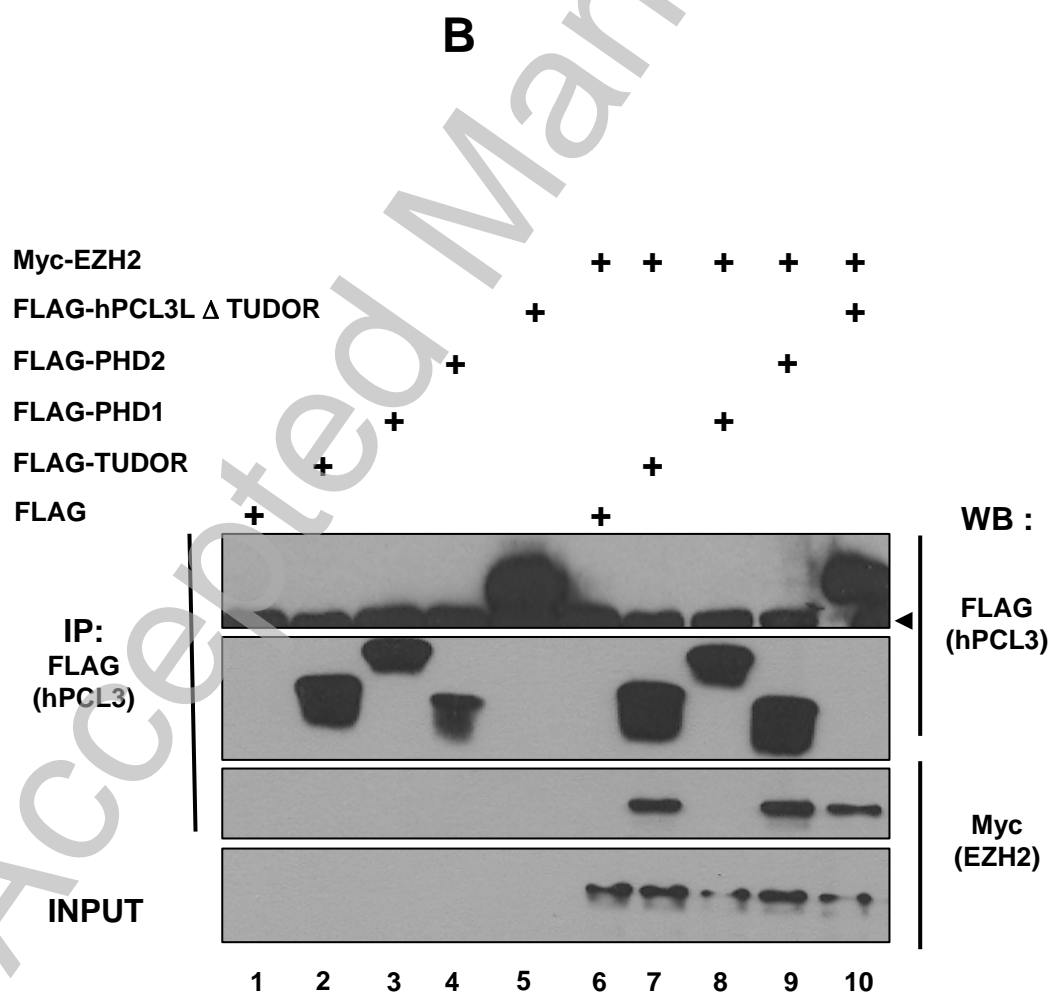 B
Myc-EZH2 + + + + +
FLAG-hPCL3L Δ TUDOR + +
FLAG-PHD2 + +
FLAG-PHD1 + +
FLAG-TUDOR + +
FLAG + +
WB :
IP:
FLAG
(hPCL3)
FLAG
(hPCL3)
Myc
(EZH2)
INPUT
1 2 3 4 5 6 7 8 9 10
Accepted Man